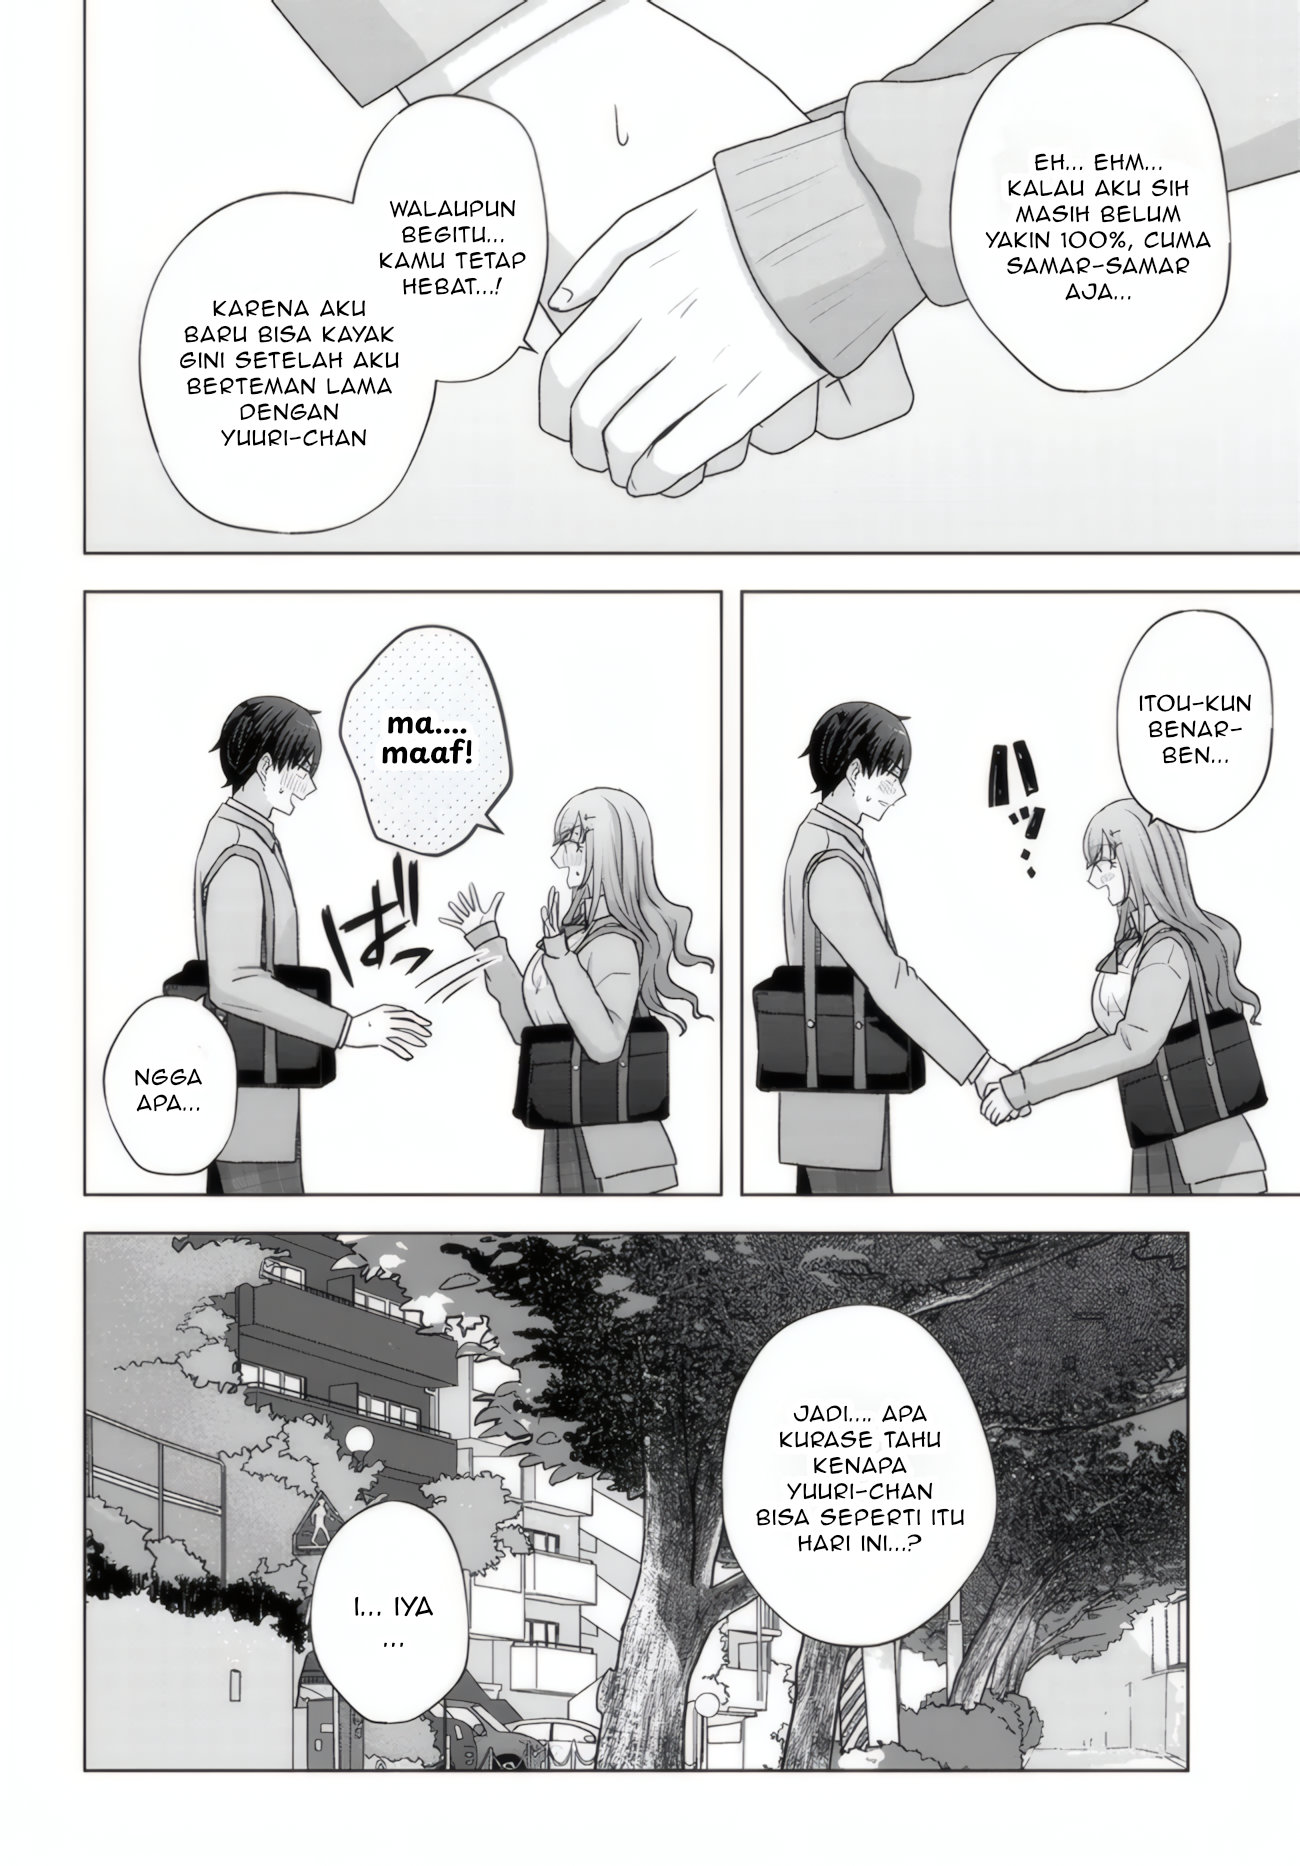 EH... EHM...
KALAU AKU SIH
MASIH BELUM
YAKIN 100%, CUMA
SAMAR-SAMAR
AJA...
WALAUPUN
BEGITU...
KAMU TETAP
HEBAT...!
KARENA AKU
BARU BISA KAYAK
GINI SETELAH AKU
BERTEMAN LAMA
DENGAN
YUURI-CHAN
ITOU-KUN
BENAR-
BEN...
ma....
maaf!
ばっ
NGGA
APA...
JADI.... APA
KURASE TAHU
KENAPA
YUURI-CHAN
BISA SEPERTI ITU
HARI INI...?
I... IYA
...